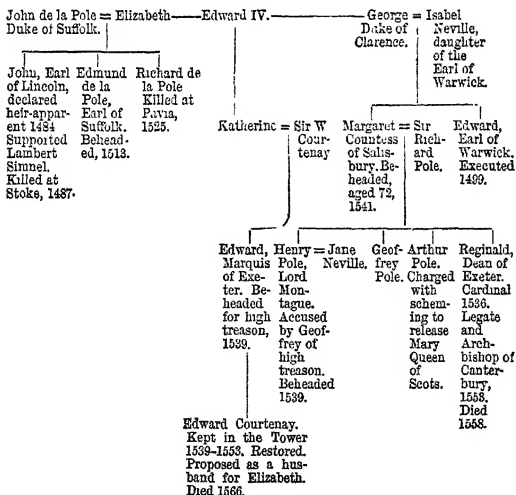 John de la Pole = Elizabeth——Edward IV.——George = Isabel
Duke of Suffolk.
Duke of
Clarence.
Neville,
daughter
of the
Earl of
Warwick.
John, Earl
of Lincoln,
declared
heir-appar-
ent 1484
Supported
Lambert
Simnel.
Killed at
Stoke, 1487.
Edmund
de la
Pole,
Earl of
Suffolk.
Behead-
ed, 1513.
Richard de
la Pole
Killed at
Pavia,
1525.
Katherine = Sir W
Cour-
tenay
Margaret = Sir
Countess
of Salis-
bury. Be-
headed,
aged 72,
1541.
Rich-
ard
Pole.
Edward,
Earl of
Warwick.
Executed
1499.
Edward,
Marquis
of Exe-
ter. Be-
headed
for high
treason,
1539.
Henry = Jane
Pole,
Lord
Mon-
tague.
Accused
by Geof-
frey of
high
treason.
Beheaded
1539.
Neville.
Geof-
frey
Pole.
Arthur
Pole.
Charged
with
schem-
ing to
release
Mary
Queen
of
Scots.
Reginald,
Dean of
Exeter.
Cardinal
1536.
Legate
and
Arch-
bishop of
Canter-
bury,
1553.
Died
1558.
Edward Courtenay.
Kept in the Tower
1539-1553. Restored.
Proposed as a hus-
band for Elizabeth.
Died 1566.